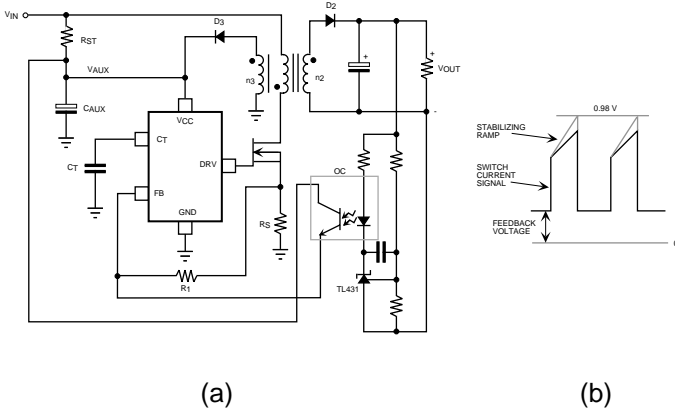 VIN
RST
VAUX
CAUX
D3
n3
n2
D2
+
+
VOUT
-
VCC
CT
CT
DRV
FB
GND
RS
R1
OC
TL431
0.98 V
STABILIZING
RAMP
SWITCH
CURRENT
SIGNAL
FEEDBACK
VOLTAGE
(a)
(b)